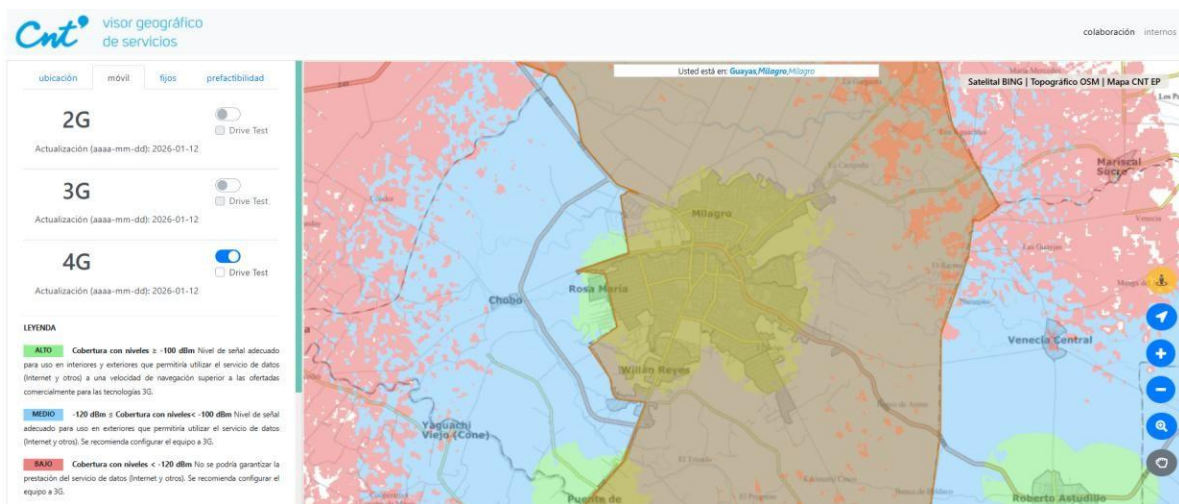 Cnt
visor geográfico
de servicios
colaboración internos
ubicación móvil fijos prefactibilidad
2G
Drive Test
Actualización (aaaa-mm-dd): 2026-01-12
3G
Drive Test
Actualización (aaaa-mm-dd): 2026-01-12
4G
Drive Test
Actualización (aaaa-mm-dd): 2026-01-12
LEYENDA
ALTO Cobertura con niveles ≥ -100 dBm Nivel de señal adecuado
para uso en interiores y exteriores que permitiría utilizar el servicio de datos
(Internet y otros) a una velocidad de navegación superior a las ofertadas
comercialmente para las tecnologías 3G.
MEDIO -120 dBm ≤ Cobertura con niveles< -100 dBm Nivel de señal
adecuado para uso en exteriores que permitiría utilizar el servicio de datos
(Internet y otros). Se recomienda configurar el equipo a 3G.
BAJO Cobertura con niveles < -120 dBm No se podría garantizar la
prestación del servicio de datos (Internet y otros). Se recomienda configurar el
equipo a 3G.
Usted está en: Guayas,Milagro,Milagro
Satelital BING | Topográfico OSM | Mapa CNT EP
Mariscal
Sucre
Venecia
Milagro
Rosa María
Chobo
Venecia Central
Willan Reyes
Yaguachi
Viejo (Cone)
El Progreso
Puente de
Roberto Astudillo